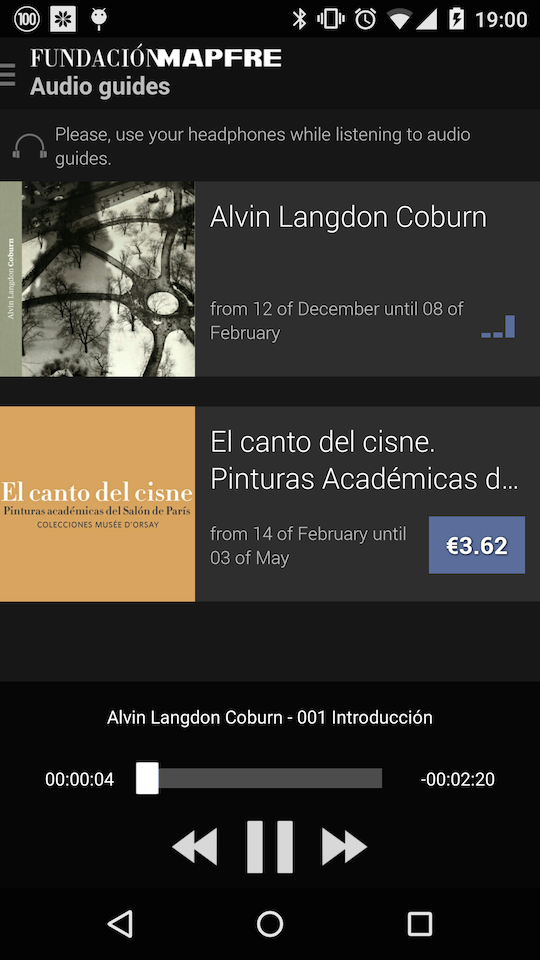 100
19:00
FUNDACIÓNMAPFRE
Audio guides
Please, use your headphones while listening to audio
guides.
Alvin Langdon Coburn
Alvin Langdon Coburn
from 12 of December until 08 of
February
El canto del cisne
Pinturas académicas del Salón de París
COLECCIONES MUSÉE D'ORSAY
El canto del cisne.
Pinturas Académicas d...
from 14 of February until
03 of May
€3.62
Alvin Langdon Coburn - 001 Introducción
00:00:04
-00:02:20